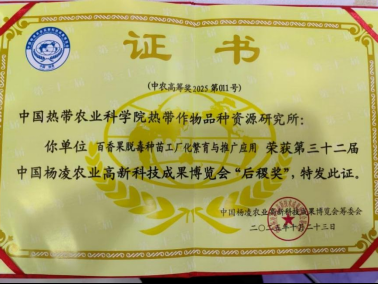 证书
(中农高筹奖2025第011号)
中国热带农业科学院热带作物品种资源研究所:
你单位 百香果脱毒种苗工厂化繁育与推广应用 荣获第三十二届
中国杨凌农业高新科技成果博览会“后稷奖”,特发此证。
中国杨凌农业高新科技成果博览会筹委会
二〇二五年十月二十三日